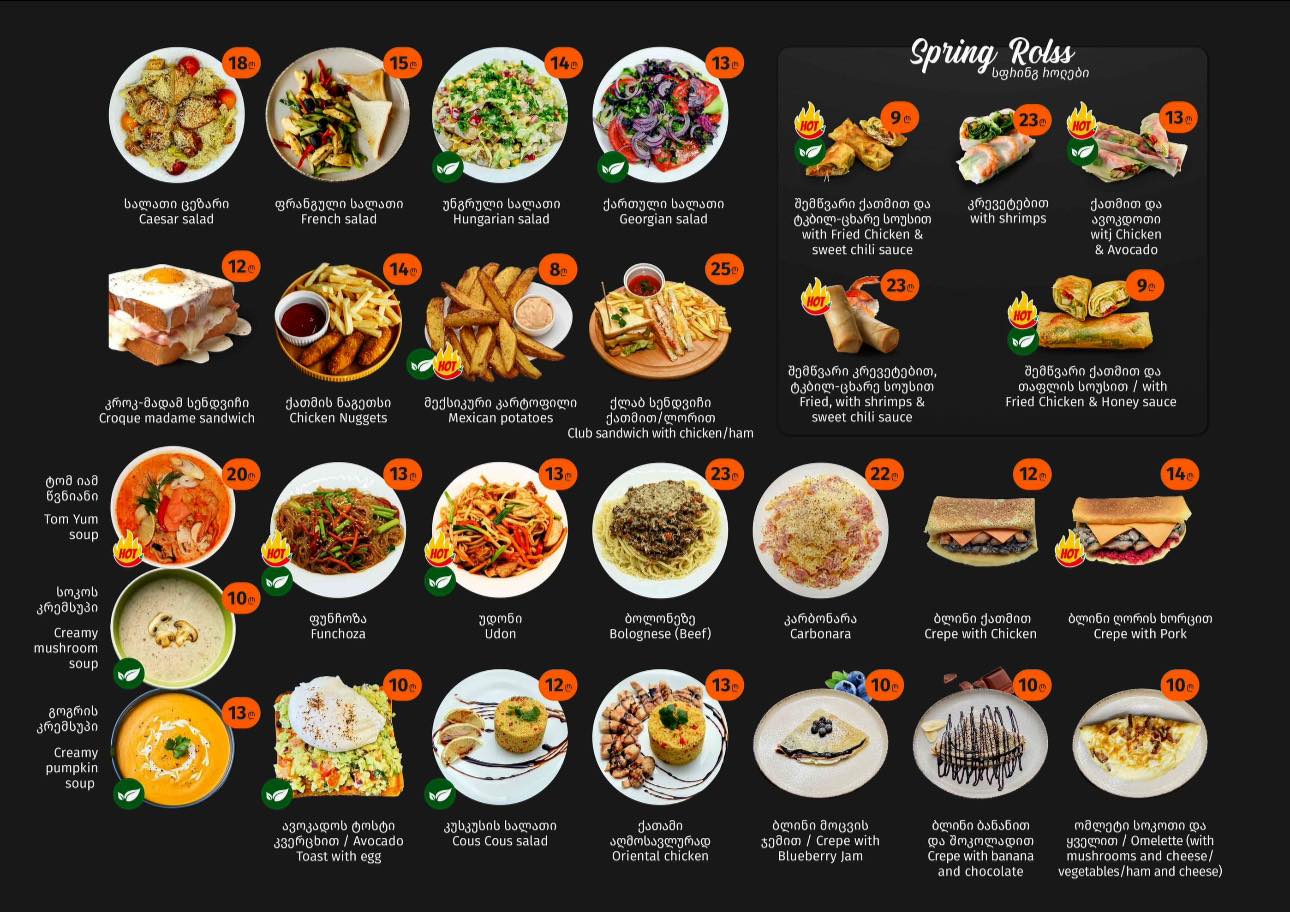 18₾
15₾
14₾
13₾
სალათი ცეზარი
Caesar salad
ფრანგული სალათი
French salad
უნგრული სალათი
Hungarian salad
ქართული სალათი
Georgian salad
Spring Rolss
სფრინგ როლები
HOT
9₾
23₾
HOT
13₾
შემწვარი ქათმით და
ტკბილ-ცხარე სოუსით
with Fried Chicken &
sweet chili sauce
კრევეტებით
with shrimps
ქათმით და
ავოკდოთი
witj Chicken
& Avocado
HOT
23₾
HOT
9₾
შემწვარი კრევეტებით,
ტკბილ-ცხარე სოუსით
Fried, with shrimps &
sweet chili sauce
შემწვარი ქათმით და
თაფლის სოუსით / with
Fried Chicken & Honey sauce
12₾
14₾
8₾
HOT
25₾
კროკ-მადამ სენდვიჩი
Croque madame sandwich
ქათმის ნაგეთსი
Chicken Nuggets
მექსიკური კარტოფილი
Mexican potatoes
ქლაბ სენდვიჩი
ქათმით/ლორით
Club sandwich with chicken/ham
ტომ იამ
წვნიანი
Tom Yum
soup
20₾
HOT
13₾
HOT
13₾
HOT
23₾
22₾
12₾
14₾
HOT
ფუნჩოზა
Funchoza
უდონი
Udon
ბოლონეზე
Bolognese (Beef)
კარბონარა
Carbonara
ბლინი ქათმით
Crepe with Chicken
ბლინი ღორის ხორცით
Crepe with Pork
სოკოს
კრემსუპი
Creamy
mushroom
soup
10₾
გოგრის
კრემსუპი
Creamy
pumpkin
soup
13₾
10₾
12₾
13₾
10₾
10₾
10₾
ავოკადოს ტოსტი
კვერცხით / Avocado
Toast with egg
კუსკუსის სალათი
Cous Cous salad
ქათამი
აღმოსავლურად
Oriental chicken
ბლინი მოცვის
ჯემით / Crepe with
Blueberry Jam
ბლინი ბანანით
და შოკოლადით
Crepe with banana
and chocolate
ომლეტი სოკოთი და
ყველით / Omelette (with
mushrooms and cheese/
vegetables/ham and cheese)